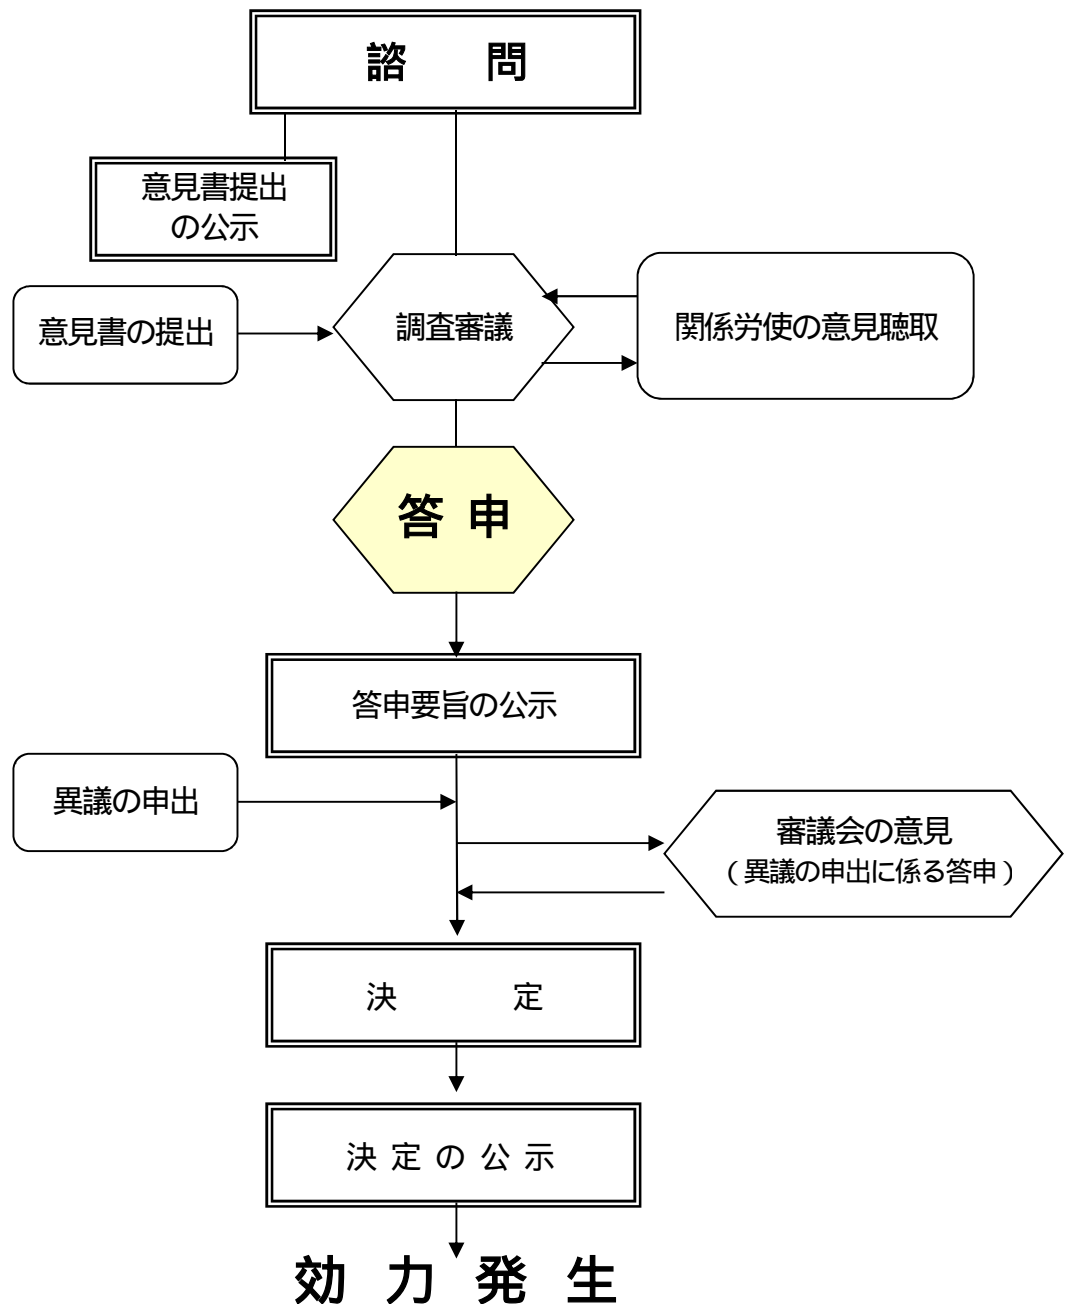 諮　問
意見書提出
の公示
意見書の提出
調査審議
関係労使の意見聴取
答 申
答申要旨の公示
異議の申出
審議会の意見
（異議の申出に係る答申）
決　定
決 定 の 公 示
効 力 発 生